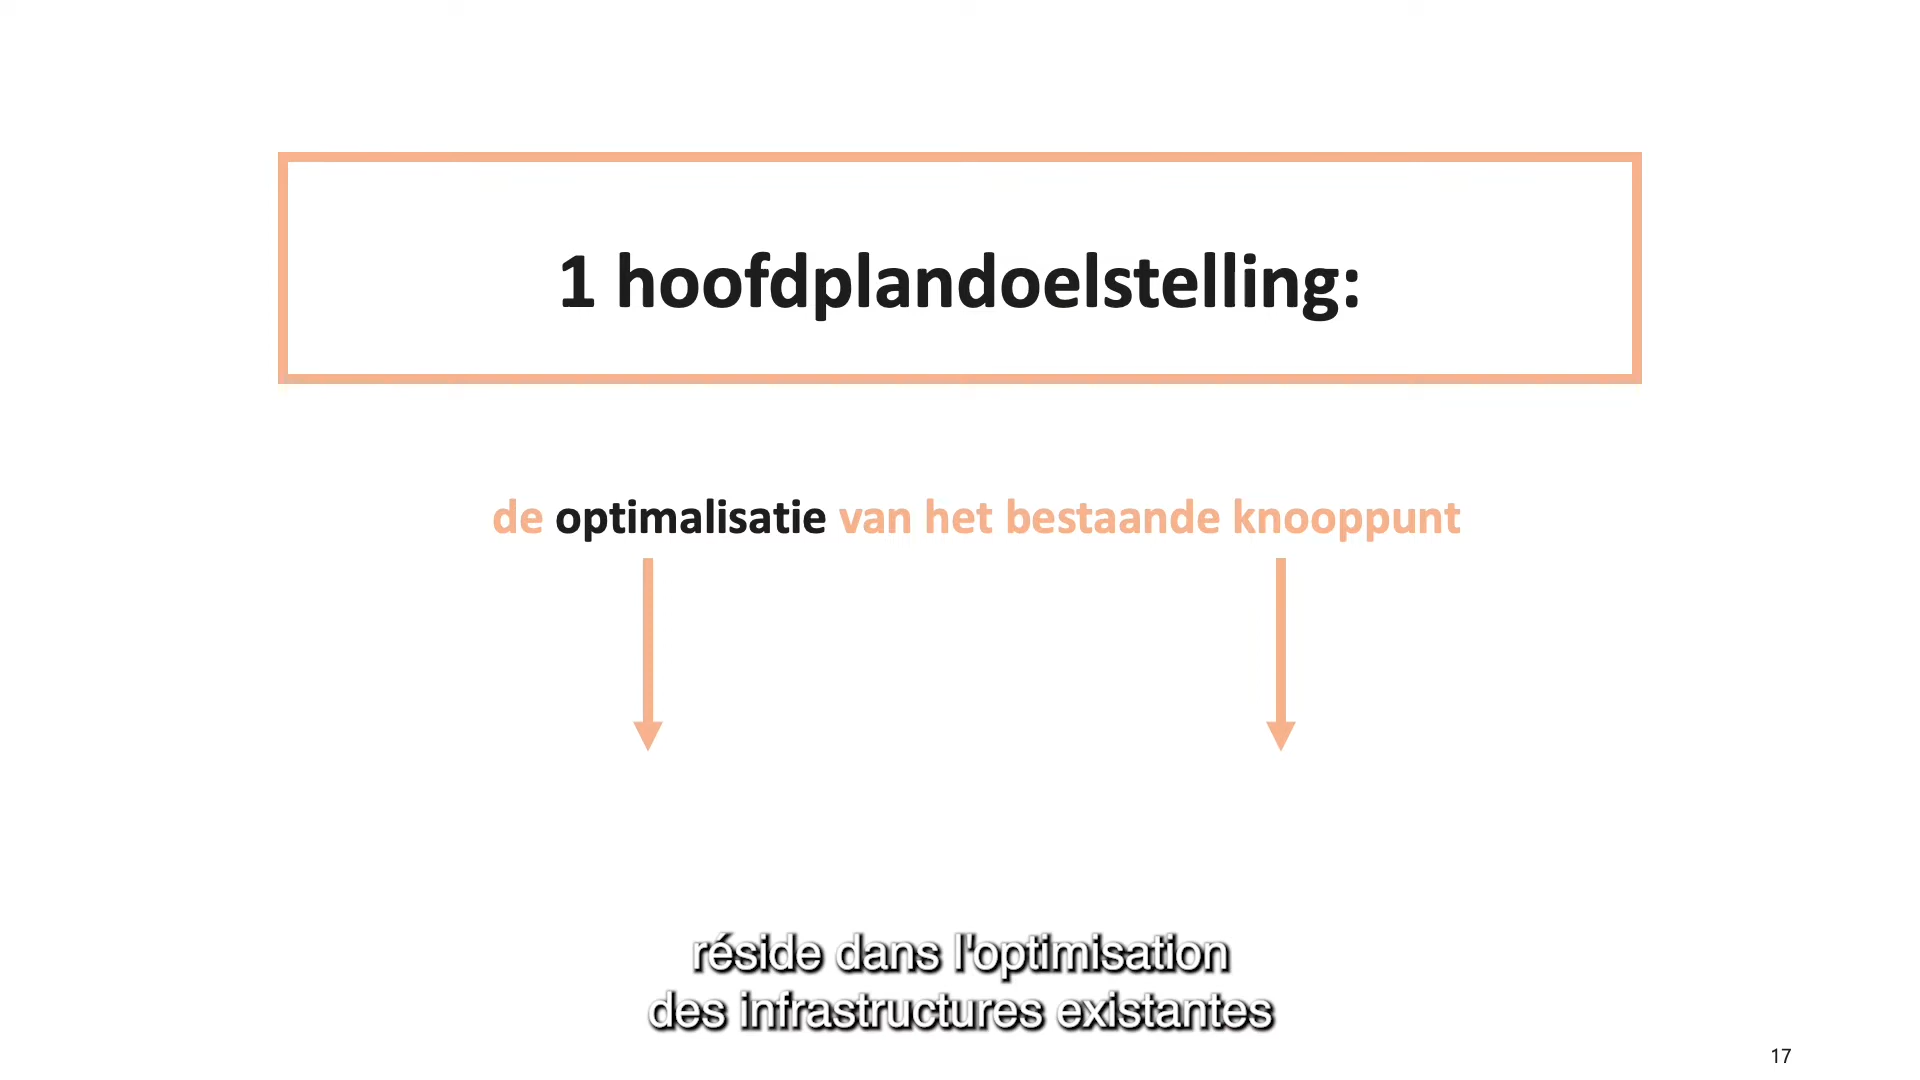 1 hoofdplandoelstelling:
de optimalisatie van het bestaande knooppunt
réside dans l'optimisation
des infrastructures existantes
17